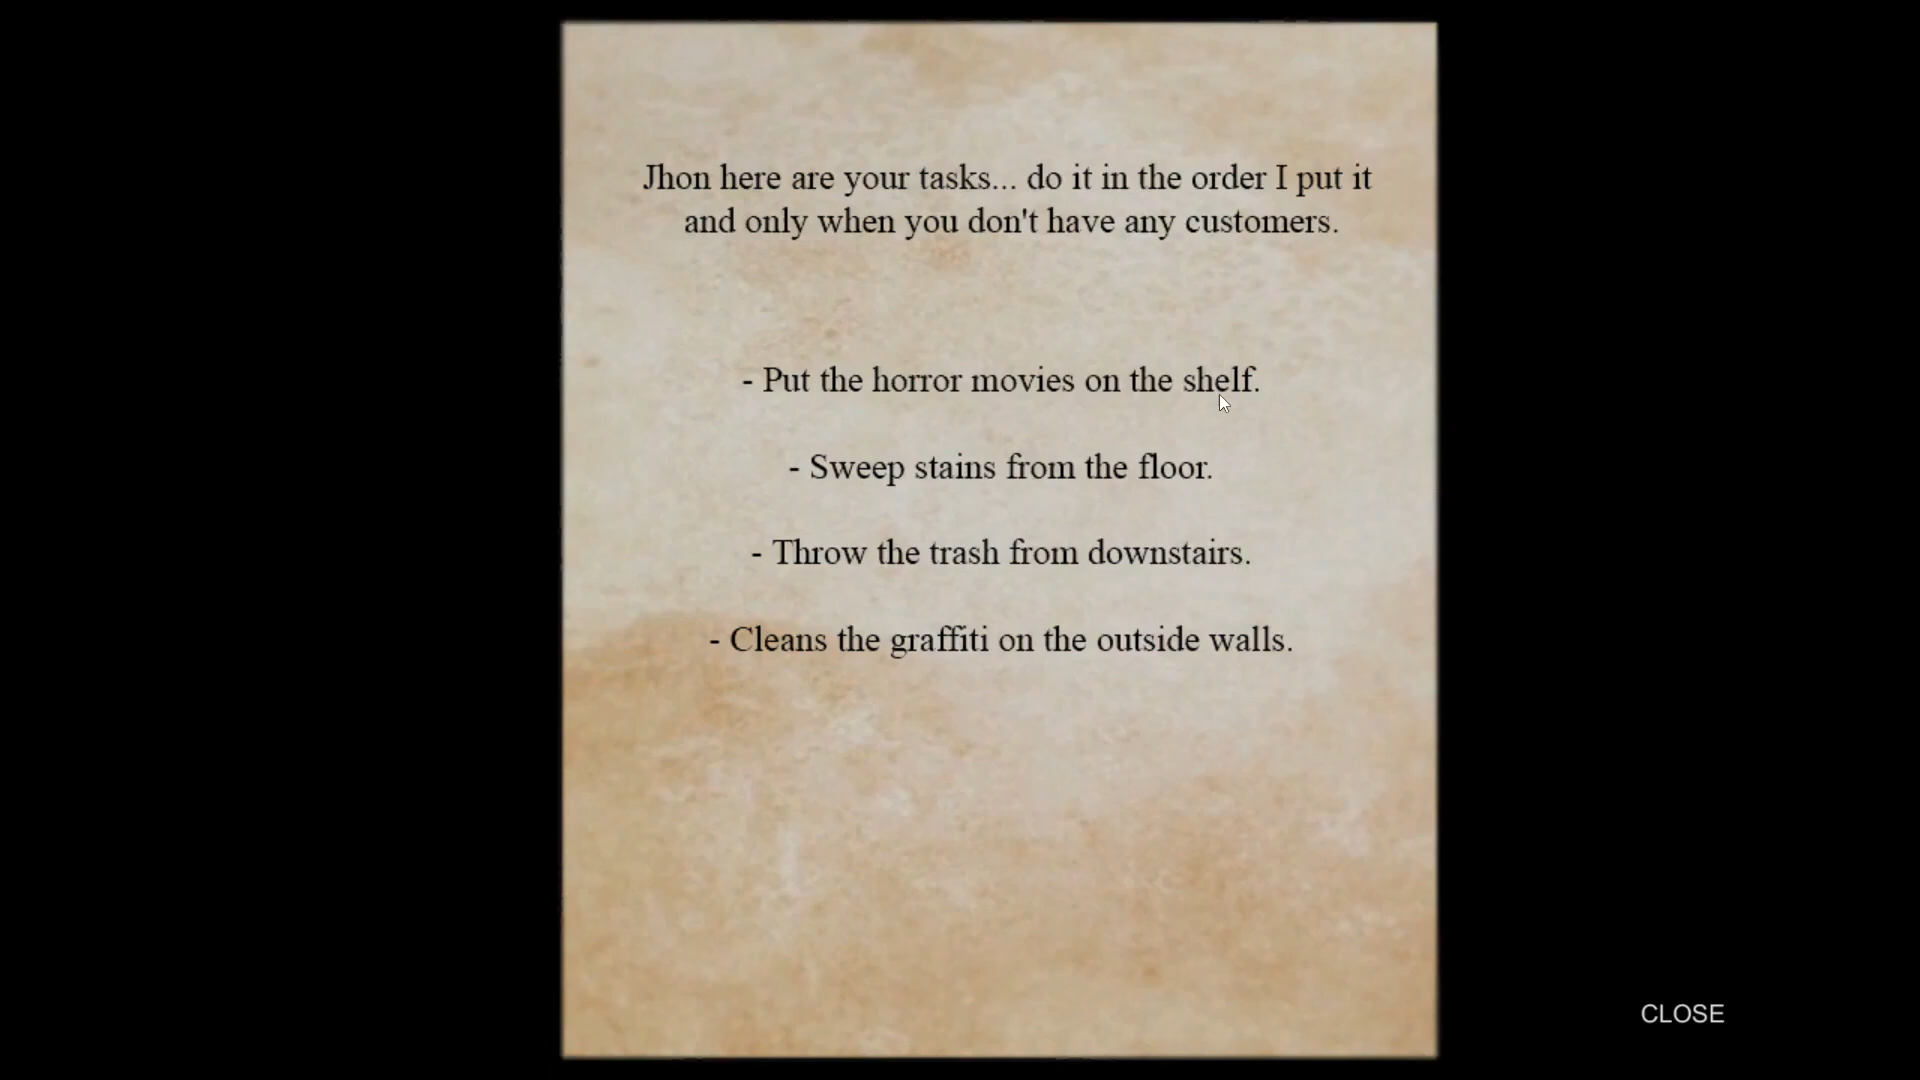 Jhon here are your tasks... do it in the order I put it
and only when you don't have any customers.
- Put the horror movies on the shelf.
- Sweep stains from the floor.
- Throw the trash from downstairs.
- Cleans the graffiti on the outside walls.
CLOSE